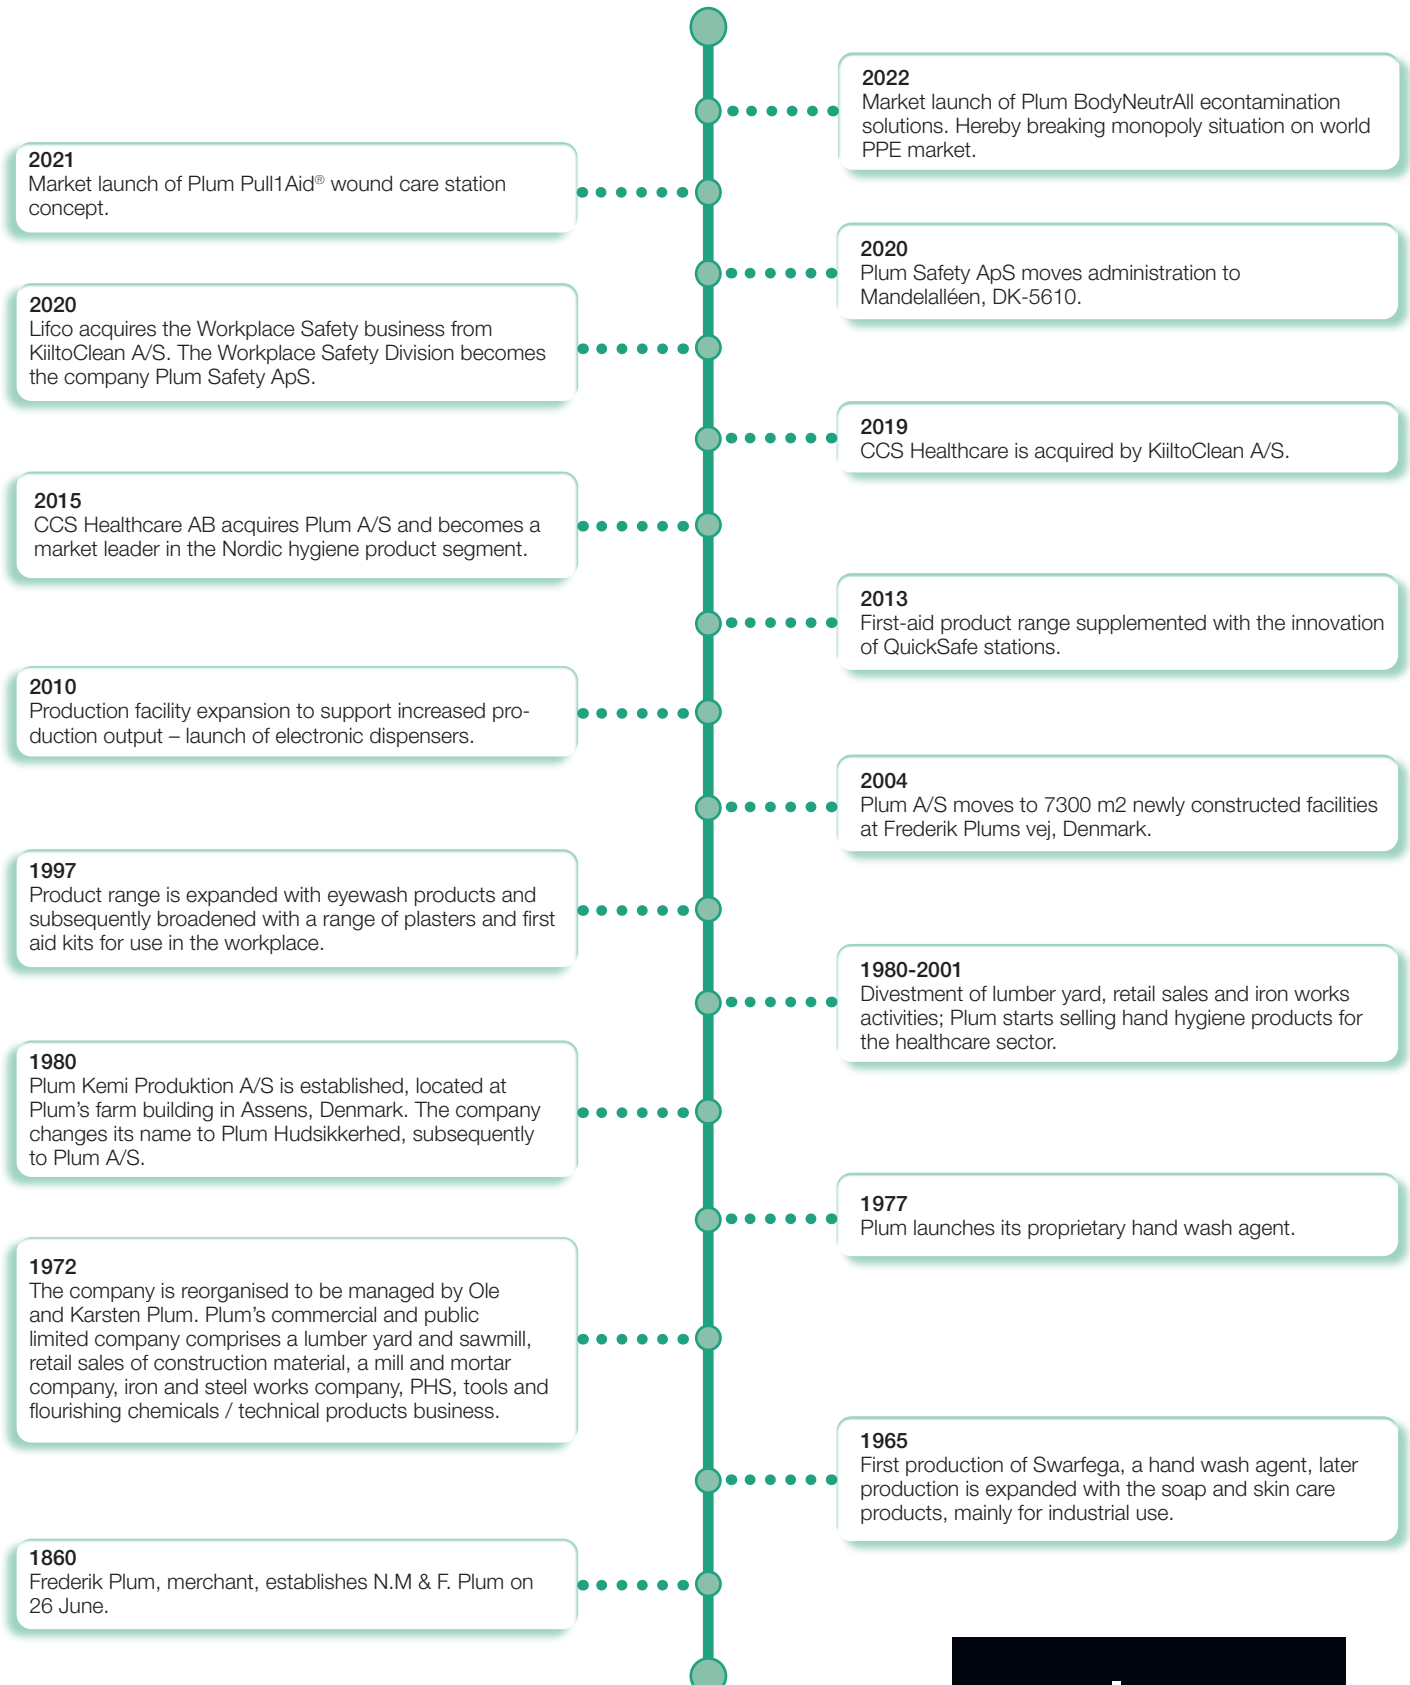 2022
Market launch of Plum BodyNeutrAll econtamination
solutions. Hereby breaking monopoly situation on world
PPE market.
2021
Market launch of Plum Pull1Aid® wound care station
concept.
2020
Plum Safety ApS moves administration to
Mandelalléen, DK-5610.
2020
Lifco acquires the Workplace Safety business from
KiiltoClean A/S. The Workplace Safety Division becomes
the company Plum Safety ApS.
2019
CCS Healthcare is acquired by KiiltoClean A/S.
2015
CCS Healthcare AB acquires Plum A/S and becomes a
market leader in the Nordic hygiene product segment.
2013
First-aid product range supplemented with the innovation
of QuickSafe stations.
2010
Production facility expansion to support increased pro-
duction output – launch of electronic dispensers.
2004
Plum A/S moves to 7300 m2 newly constructed facilities
at Frederik Plums vej, Denmark.
1997
Product range is expanded with eyewash products and
subsequently broadened with a range of plasters and first
aid kits for use in the workplace.
1980-2001
Divestment of lumber yard, retail sales and iron works
activities; Plum starts selling hand hygiene products for
the healthcare sector.
1980
Plum Kemi Produktion A/S is established, located at
Plum’s farm building in Assens, Denmark. The company
changes its name to Plum Hudsikkerhed, subsequently
to Plum A/S.
1977
Plum launches its proprietary hand wash agent.
1972
The company is reorganised to be managed by Ole
and Karsten Plum. Plum’s commercial and public
limited company comprises a lumber yard and sawmill,
retail sales of construction material, a mill and mortar
company, iron and steel works company, PHS, tools and
flourishing chemicals / technical products business.
1965
First production of Swarfega, a hand wash agent, later
production is expanded with the soap and skin care
products, mainly for industrial use.
1860
Frederik Plum, merchant, establishes N.M & F. Plum on
26 June.